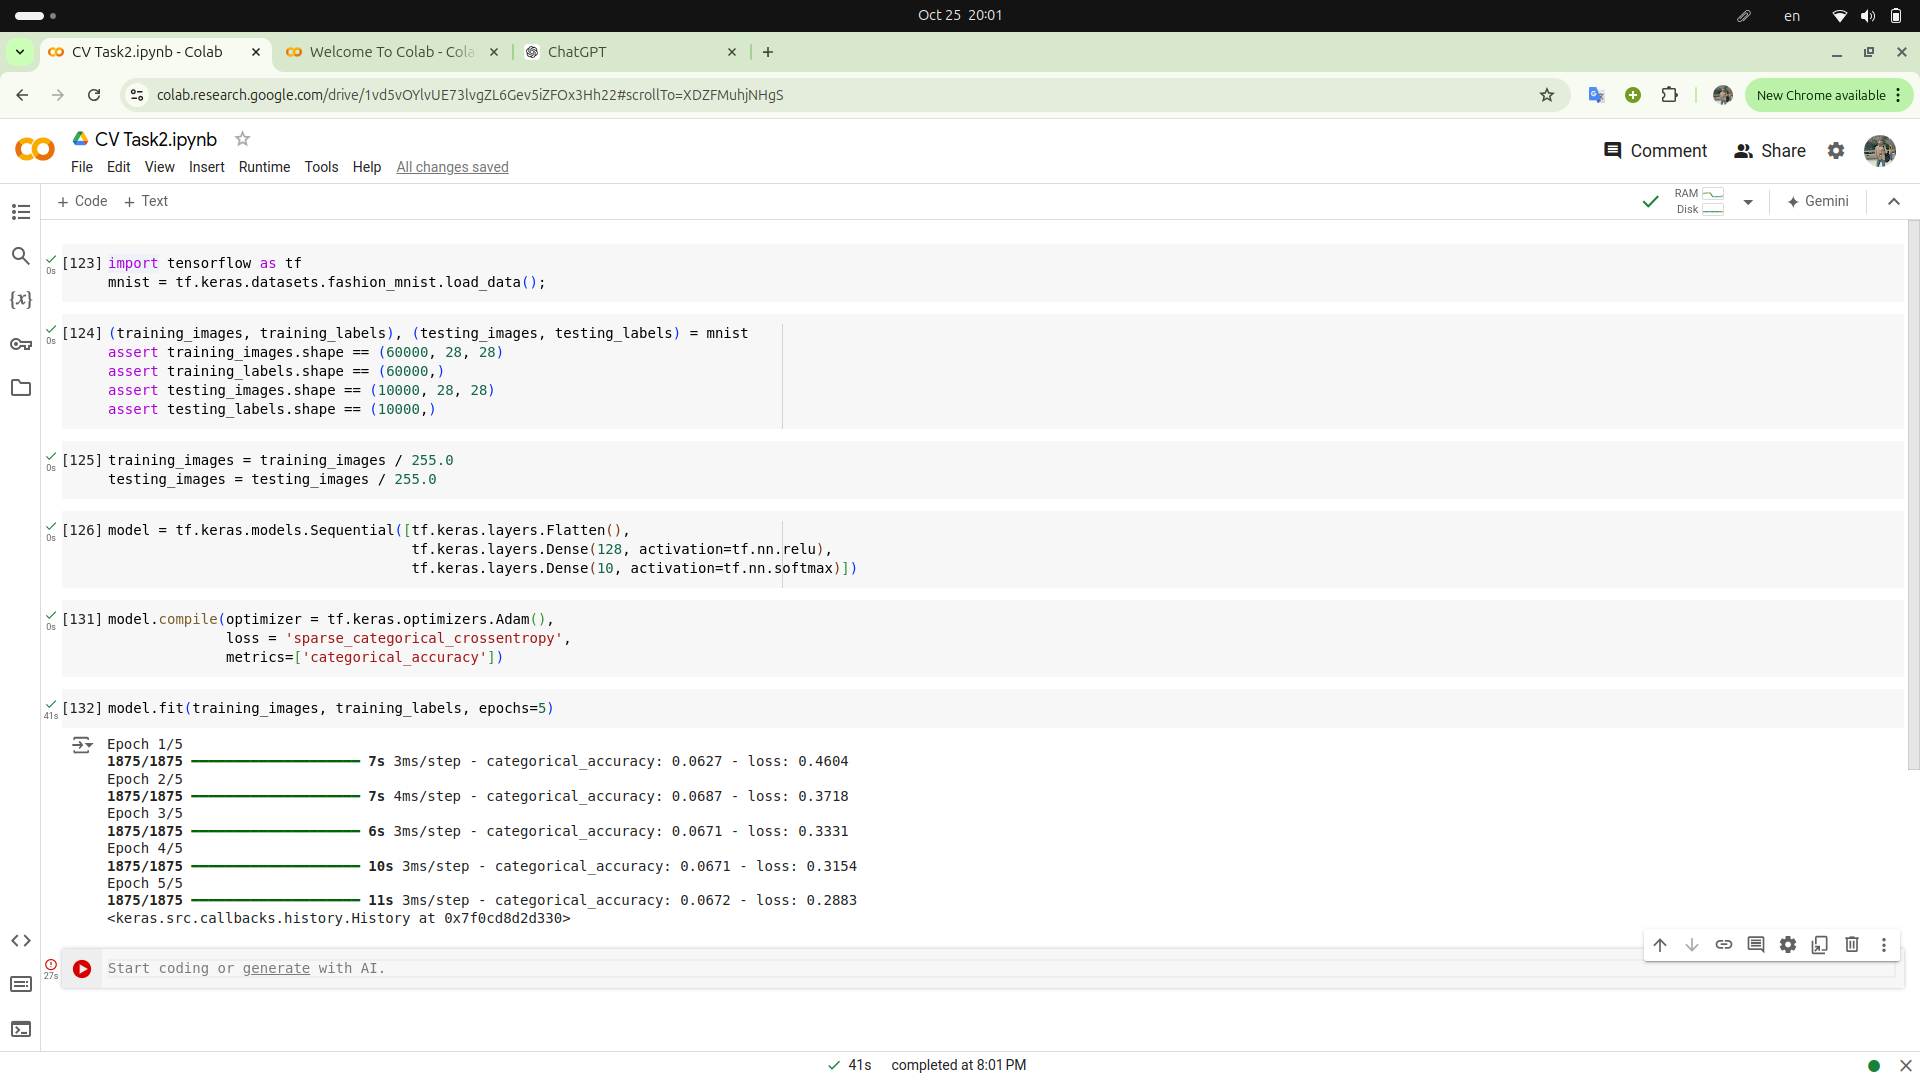 Oct 25 20:01
en
CV Task2.ipynb - Colab
Welcome To Colab - Cola
ChatGPT
colab.research.google.com/drive/1vd5vOYlvUE73lvgZL6Gev5iZFOx3Hh22#scrollTo=XDZFMuhjNHgS
New Chrome available
CV Task2.ipynb
Comment
Share
File Edit View Insert Runtime Tools Help All changes saved
+ Code + Text
RAM
Disk
Gemini
[123] import tensorflow as tf
0s
mnist = tf.keras.datasets.fashion_mnist.load_data();
[124] (training_images, training_labels), (testing_images, testing_labels) = mnist
0s
assert training_images.shape == (60000, 28, 28)
assert training_labels.shape == (60000,)
assert testing_images.shape == (10000, 28, 28)
assert testing_labels.shape == (10000,)
[125] training_images = training_images / 255.0
0s
testing_images = testing_images / 255.0
[126] model = tf.keras.models.Sequential([tf.keras.layers.Flatten(),
0s
tf.keras.layers.Dense(128, activation=tf.nn.relu),
tf.keras.layers.Dense(10, activation=tf.nn.softmax)])
[131] model.compile(optimizer = tf.keras.optimizers.Adam(),
0s
loss = 'sparse_categorical_crossentropy',
metrics=['categorical_accuracy'])
[132] model.fit(training_images, training_labels, epochs=5)
41s
Epoch 1/5
1875/1875 7s 3ms/step - categorical_accuracy: 0.0627 - loss: 0.4604
Epoch 2/5
1875/1875 7s 4ms/step - categorical_accuracy: 0.0687 - loss: 0.3718
Epoch 3/5
1875/1875 6s 3ms/step - categorical_accuracy: 0.0671 - loss: 0.3331
Epoch 4/5
1875/1875 10s 3ms/step - categorical_accuracy: 0.0671 - loss: 0.3154
Epoch 5/5
1875/1875 11s 3ms/step - categorical_accuracy: 0.0672 - loss: 0.2883
<keras.src.callbacks.history.History at 0x7f0cd8d2d330>
27s
Start coding or generate with AI.
41s completed at 8:01 PM